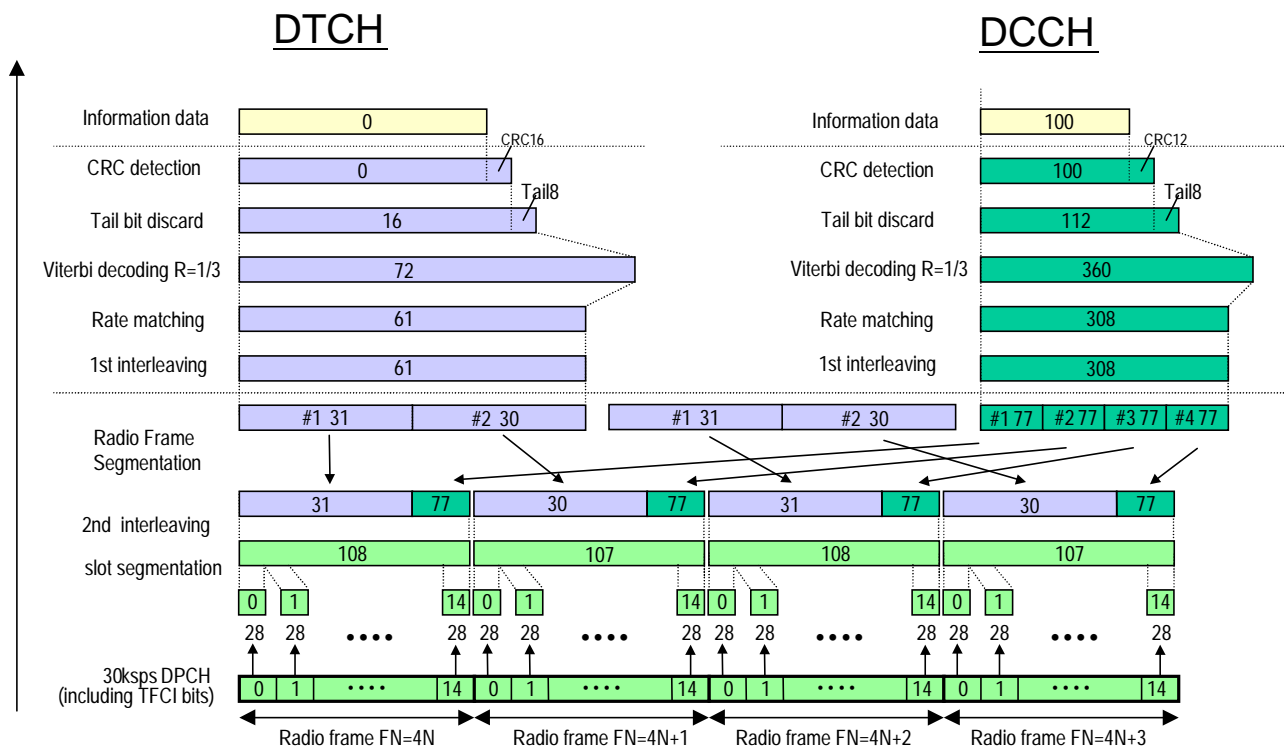 DTCH DCCH
Information data 0 Information data 100
CRC16 CRC12
CRC detection 0 CRC detection 100
Tail8 Tail8
Tail bit discard 16 Tail bit discard 112
Viterbi decoding R=1/3 72 Viterbi decoding R=1/3 360
Rate matching 61 Rate matching 308
1st interleaving 61 1st interleaving 308
#1 31 #2 30 #1 31 #2 30 #1 77 #2 77 #3 77 #4 77
Radio Frame
Segmentation
31 77 30 77 31 77 30 77
2nd interleaving
108 107 108 107
slot segmentation
0 1 14 0 1 14 0 1 14 0 1 14
28 28 •••• 28 28 28 •••• 28 28 28 •••• 28 28 28 •••• 28
30ksps DPCH
(including TFCI bits)
0 1 •••• 14 0 1 •••• 14 0 1 •••• 14 0 1 •••• 14
Radio frame FN=4N Radio frame FN=4N+1 Radio frame FN=4N+2 Radio frame FN=4N+3